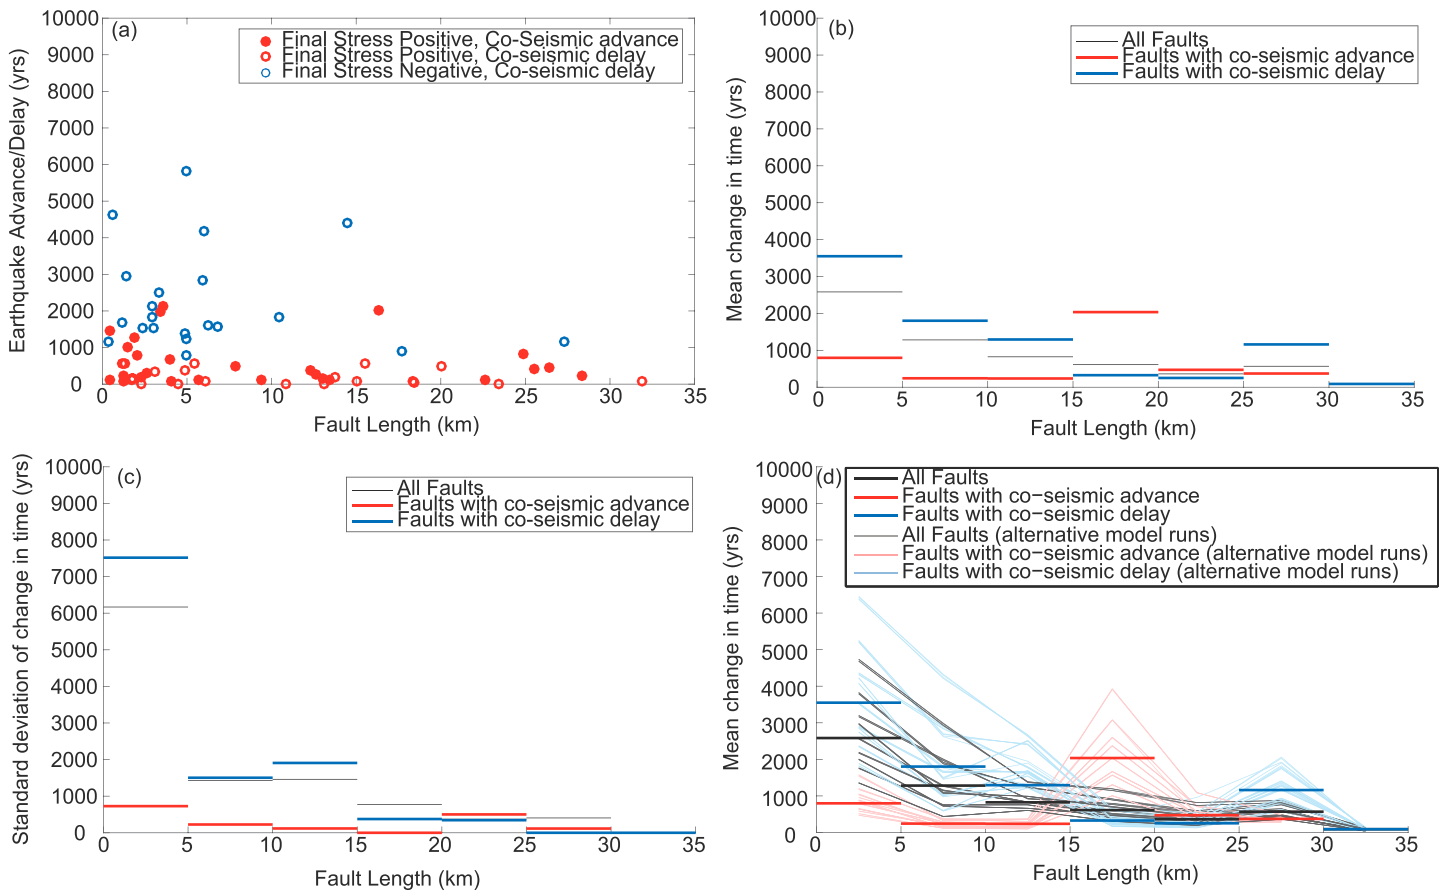 (a)
Final Stress Positive, Co-Seismic advance
Final Stress Positive, Co-seismic delay
Final Stress Negative, Co-seismic delay
Earthquake Advance/Delay (yrs)
10000
9000
8000
7000
6000
5000
4000
3000
2000
1000
0
0 5 10 15 20 25 30 35
Fault Length (km)
(b)
All Faults
Faults with co-seismic advance
Faults with co-seismic delay
Mean change in time (yrs)
10000
9000
8000
7000
6000
5000
4000
3000
2000
1000
0
0 5 10 15 20 25 30 35
Fault Length (km)
(c)
All Faults
Faults with co-seismic advance
Faults with co-seismic delay
Standard deviation of change in time (yrs)
10000
9000
8000
7000
6000
5000
4000
3000
2000
1000
0
0 5 10 15 20 25 30 35
Fault Length (km)
(d)
All Faults
Faults with co−seismic advance
Faults with co−seismic delay
All Faults (alternative model runs)
Faults with co−seismic advance (alternative model runs)
Faults with co−seismic delay (alternative model runs)
Mean change in time (yrs)
10000
9000
8000
7000
6000
5000
4000
3000
2000
1000
0
0 5 10 15 20 25 30 35
Fault Length (km)